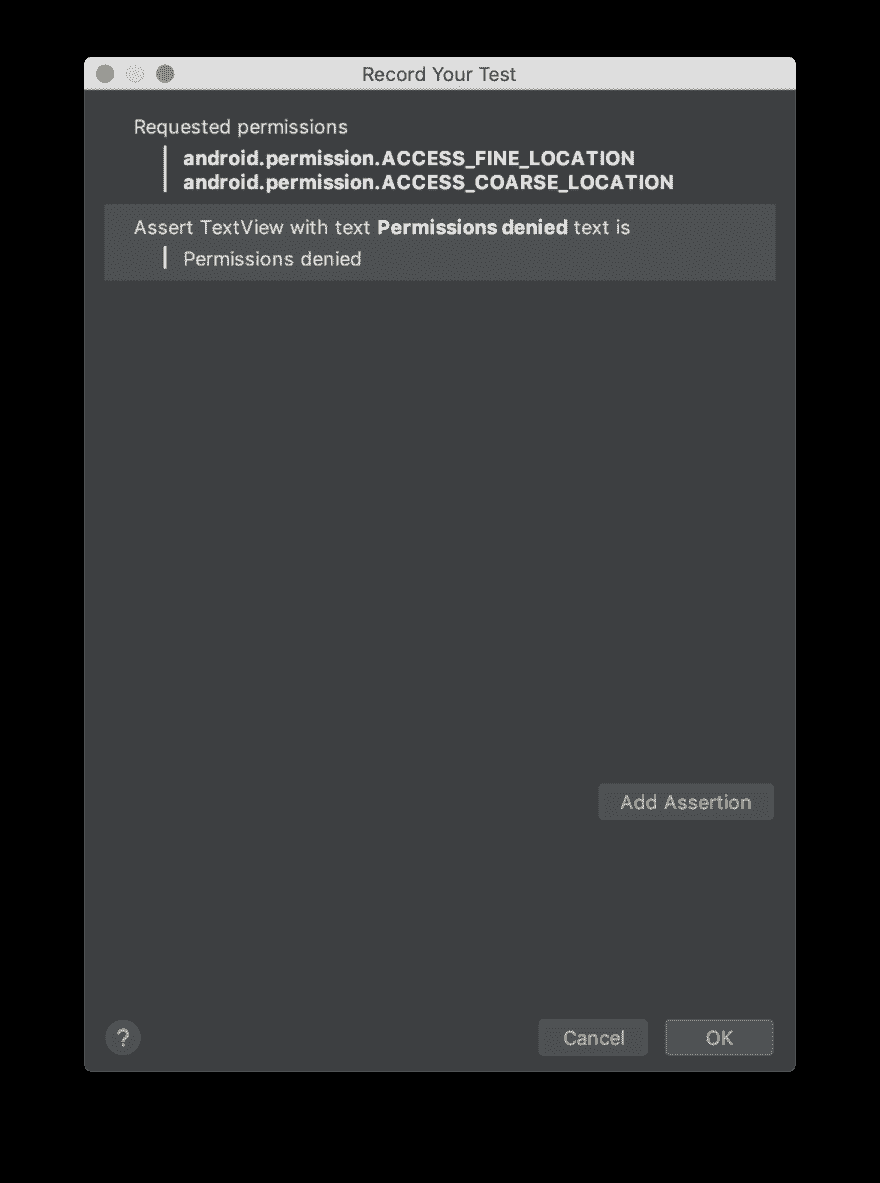 Record Your Test
Requested permissions
android.permission.ACCESS_FINE_LOCATION
android.permission.ACCESS_COARSE_LOCATION
Assert TextView with text Permissions denied text is
Permissions denied
Add Assertion
?
Cancel
OK